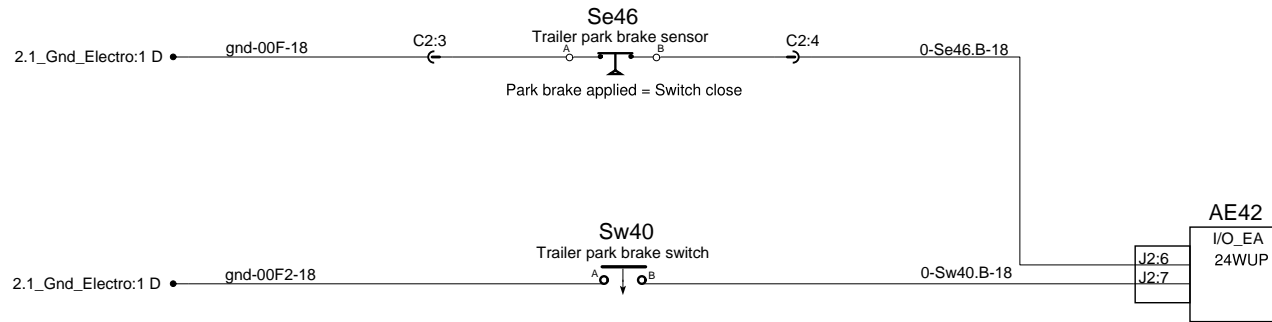 Se46
Trailer park brake sensor
2.1_Gnd_Electro:1 D
gnd-00F-18
C2:3
A
B
C2:4
0-Se46.B-18
Park brake applied = Switch close
AE42
I/O_EA
24WUP
J2:6
J2:7
Sw40
Trailer park brake switch
2.1_Gnd_Electro:1 D
gnd-00F2-18
A
B
0-Sw40.B-18